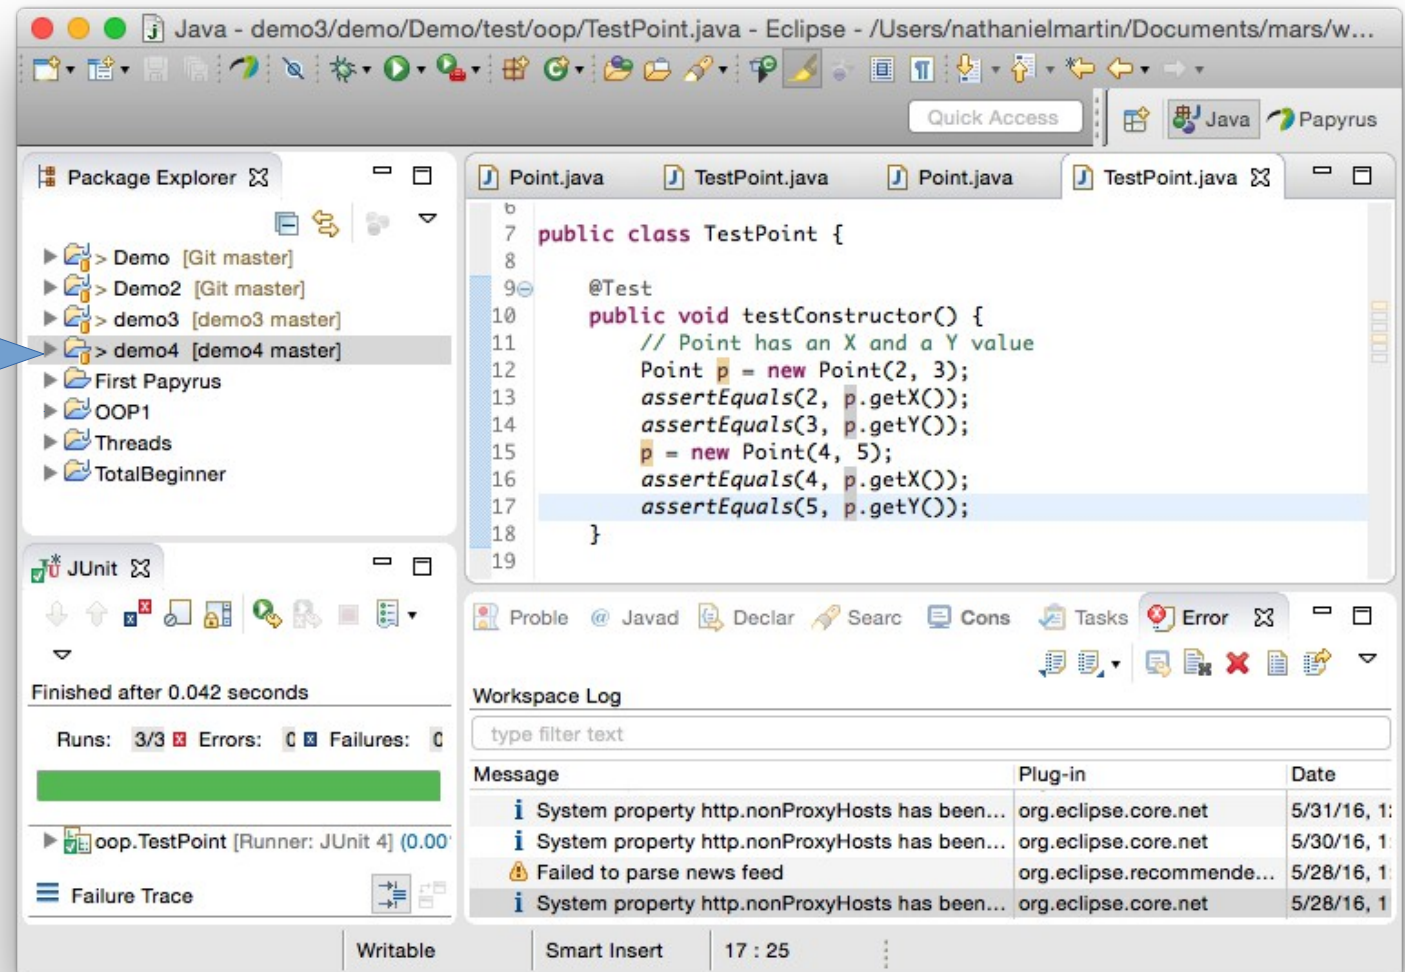 Java - demo3/demo/Demo/test/oop/TestPoint.java - Eclipse - /Users/nathanielmartin/Documents/mars/w...
Quick Access
Java
Papyrus
Package Explorer
> Demo [Git master]
> Demo2 [Git master]
> demo3 [demo3 master]
> demo4 [demo4 master]
First Papyrus
OOP1
Threads
TotalBeginner
Point.java TestPoint.java Point.java TestPoint.java
6
7 public class TestPoint {
8
9 @Test
10 public void testConstructor() {
11 // Point has an X and a Y value
12 Point p = new Point(2, 3);
13 assertEquals(2, p.getX());
14 assertEquals(3, p.getY());
15 p = new Point(4, 5);
16 assertEquals(4, p.getX());
17 assertEquals(5, p.getY());
18 }
19
JUnit
Finished after 0.042 seconds
Runs: 3/3 Errors: 0 Failures: 0
oop.TestPoint [Runner: JUnit 4] (0.00
Failure Trace
Proble @ Javad Declar Searc Cons Tasks Error
Workspace Log
type filter text
Message Plug-in Date
System property http.nonProxyHosts has been... org.eclipse.core.net 5/31/16, 1
System property http.nonProxyHosts has been... org.eclipse.core.net 5/30/16, 1
Failed to parse news feed org.eclipse.recommende... 5/28/16, 1
System property http.nonProxyHosts has been... org.eclipse.core.net 5/28/16, 1
Writable Smart Insert 17 : 25